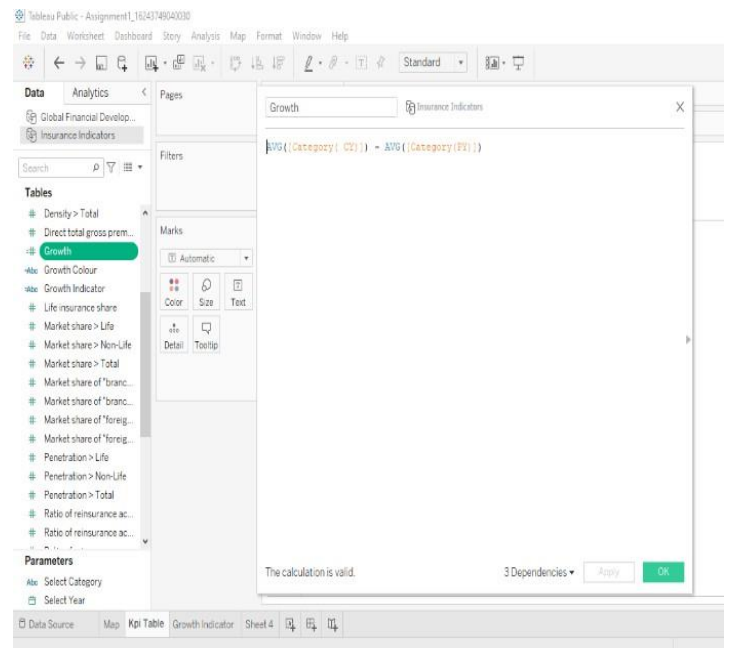 Tableau Public - Assignment1_16243749040030
File Data Worksheet Dashboard Story Analysis Map Format Window Help
Standard
Data Analytics
Global Financial Develop...
Insurance Indicators
Search
Tables
Density > Total
Direct total gross prem...
Growth
Abc Growth Colour
Abc Growth Indicator
Life insurance share
Market share > Life
Market share > Non-Life
Market share > Total
Market share of "branc...
Market share of "branc...
Market share of "foreig...
Market share of "foreig...
Penetration > Life
Penetration > Non-Life
Penetration > Total
Ratio of reinsurance ac...
Ratio of reinsurance ac...
Parameters
Abc Select Category
Select Year
Pages
Filters
Marks
Automatic
Color Size Text
Detail Tooltip
Growth Insurance Indicators X
AVG([Category( CY)]) - AVG([Category(PY)])
The calculation is valid. 3 Dependencies Apply OK
Data Source Map Kpi Table Growth Indicator Sheet 4